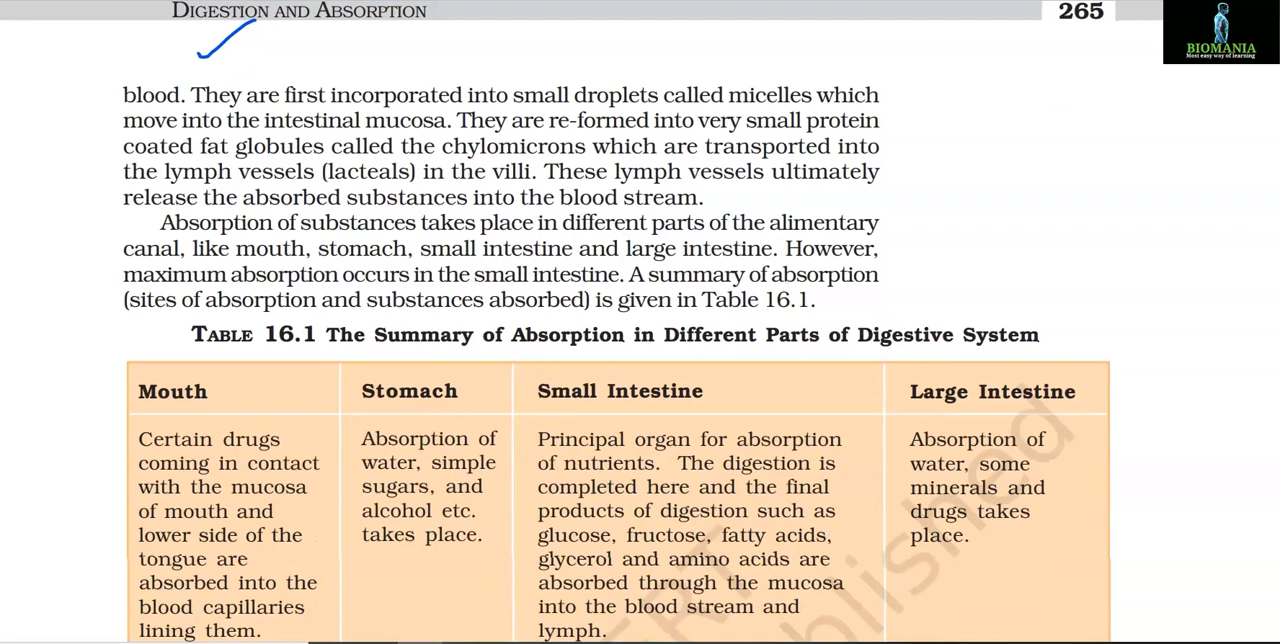 DIGESTION AND ABSORPTION
265
BIOMANIA
Most easy way of learning
blood. They are first incorporated into small droplets called micelles which
move into the intestinal mucosa. They are re-formed into very small protein
coated fat globules called the chylomicrons which are transported into
the lymph vessels (lacteals) in the villi. These lymph vessels ultimately
release the absorbed substances into the blood stream.
Absorption of substances takes place in different parts of the alimentary
canal, like mouth, stomach, small intestine and large intestine. However,
maximum absorption occurs in the small intestine. A summary of absorption
(sites of absorption and substances absorbed) is given in Table 16.1.
TABLE 16.1 The Summary of Absorption in Different Parts of Digestive System
Mouth
Certain drugs
coming in contact
with the mucosa
of mouth and
lower side of the
tongue are
absorbed into the
blood capillaries
lining them.
Stomach
Absorption of
water, simple
sugars, and
alcohol etc.
takes place.
Small Intestine
Principal organ for absorption
of nutrients. The digestion is
completed here and the final
products of digestion such as
glucose, fructose, fatty acids,
glycerol and amino acids are
absorbed through the mucosa
into the blood stream and
lymph.
Large Intestine
Absorption of
water, some
minerals and
drugs takes
place.